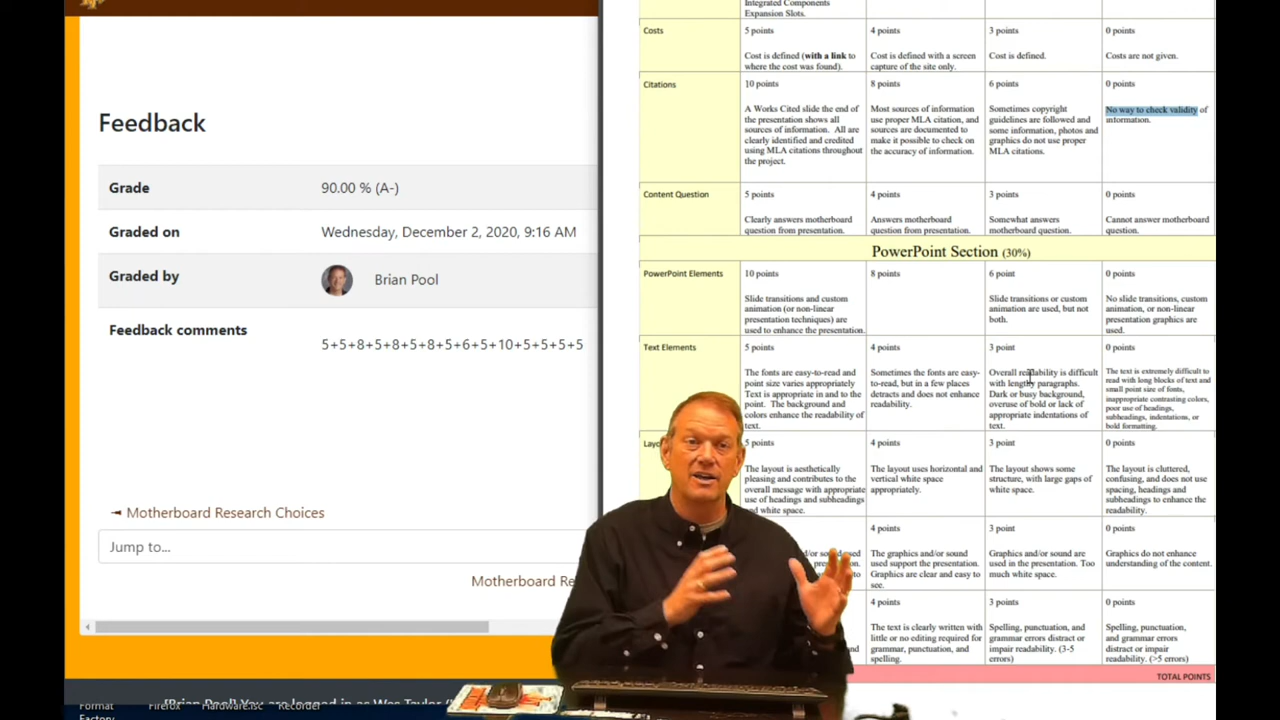 Feedback
Grade
90.00 % (A-)
Graded on
Wednesday, December 2, 2020, 9:16 AM
Graded by
Brian Pool
Feedback comments
5+5+8+5+8+5+8+5+6+5+10+5+5+5+5
Motherboard Research Choices
Jump to...
Motherboard Re
Format
Factory
Firefox
Hardware.lsc
Recorder
Integrated Components
Expansion Slots.
Costs
5 points
Cost is defined (with a link to
where the cost was found).
4 points
Cost is defined with a screen
capture of the site only.
3 points
Cost is defined.
0 points
Costs are not given.
Citations
10 points
A Works Cited slide the end of
the presentation shows all
sources of information. All are
clearly identified and credited
using MLA citations throughout
the project.
8 points
Most sources of information
use proper MLA citation, and
sources are documented to
make it possible to check on
the accuracy of information.
6 points
Sometimes copyright
guidelines are followed and
some information, photos and
graphics do not use proper
MLA citations.
0 points
No way to check validity of
information.
Content Question
5 points
Clearly answers motherboard
question from presentation.
4 points
Answers motherboard
question from presentation.
3 points
Somewhat answers
motherboard question.
0 points
Cannot answer motherboard
question.
PowerPoint Section (30%)
PowerPoint Elements
10 points
Slide transitions and custom
animation (or non-linear
presentation techniques) are
used to enhance the presentation.
8 points
6 point
Slide transitions or custom
animation are used, but not
both.
0 points
No slide transitions, custom
animation, or non-linear
presentation graphics are
used.
Text Elements
5 points
The fonts are easy-to-read and
point size varies appropriately
Text is appropriate in and to the
point. The background and
colors enhance the readability of
text.
4 points
Sometimes the fonts are easy-
to-read, but in a few places
detracts and does not enhance
readability.
3 point
Overall readability is difficult
with lengthy paragraphs.
Dark or busy background,
overuse of bold or lack of
appropriate indentations of
text.
0 points
The text is extremely difficult to
read with long blocks of text and
small point size of fonts,
inappropriate contrasting colors,
poor use of headings,
subheadings, indentations, or
bold formatting.
5 points
The layout is aesthetically
pleasing and contributes to the
overall message with appropriate
use of headings and subheadings
and white space.
4 points
The layout uses horizontal and
vertical white space
appropriately.
3 point
The layout shows some
structure, with large gaps of
white space.
0 points
The layout is cluttered,
confusing, and does not use
spacing, headings and
subheadings to enhance the
readability.
4 points
The graphics and/or sound
used support the presentation.
Graphics are clear and easy to
see.
3 point
Graphics and/or sound are
used in the presentation. Too
much white space.
0 points
Graphics do not enhance
understanding of the content.
4 points
The text is clearly written with
little or no editing required for
grammar, punctuation, and
spelling.
3 points
Spelling, punctuation, and
grammar errors distract or
impair readability. (3-5
errors)
0 points
Spelling, punctuation,
and grammar errors
distract or impair
readability. (>5 errors)
TOTAL POINTS